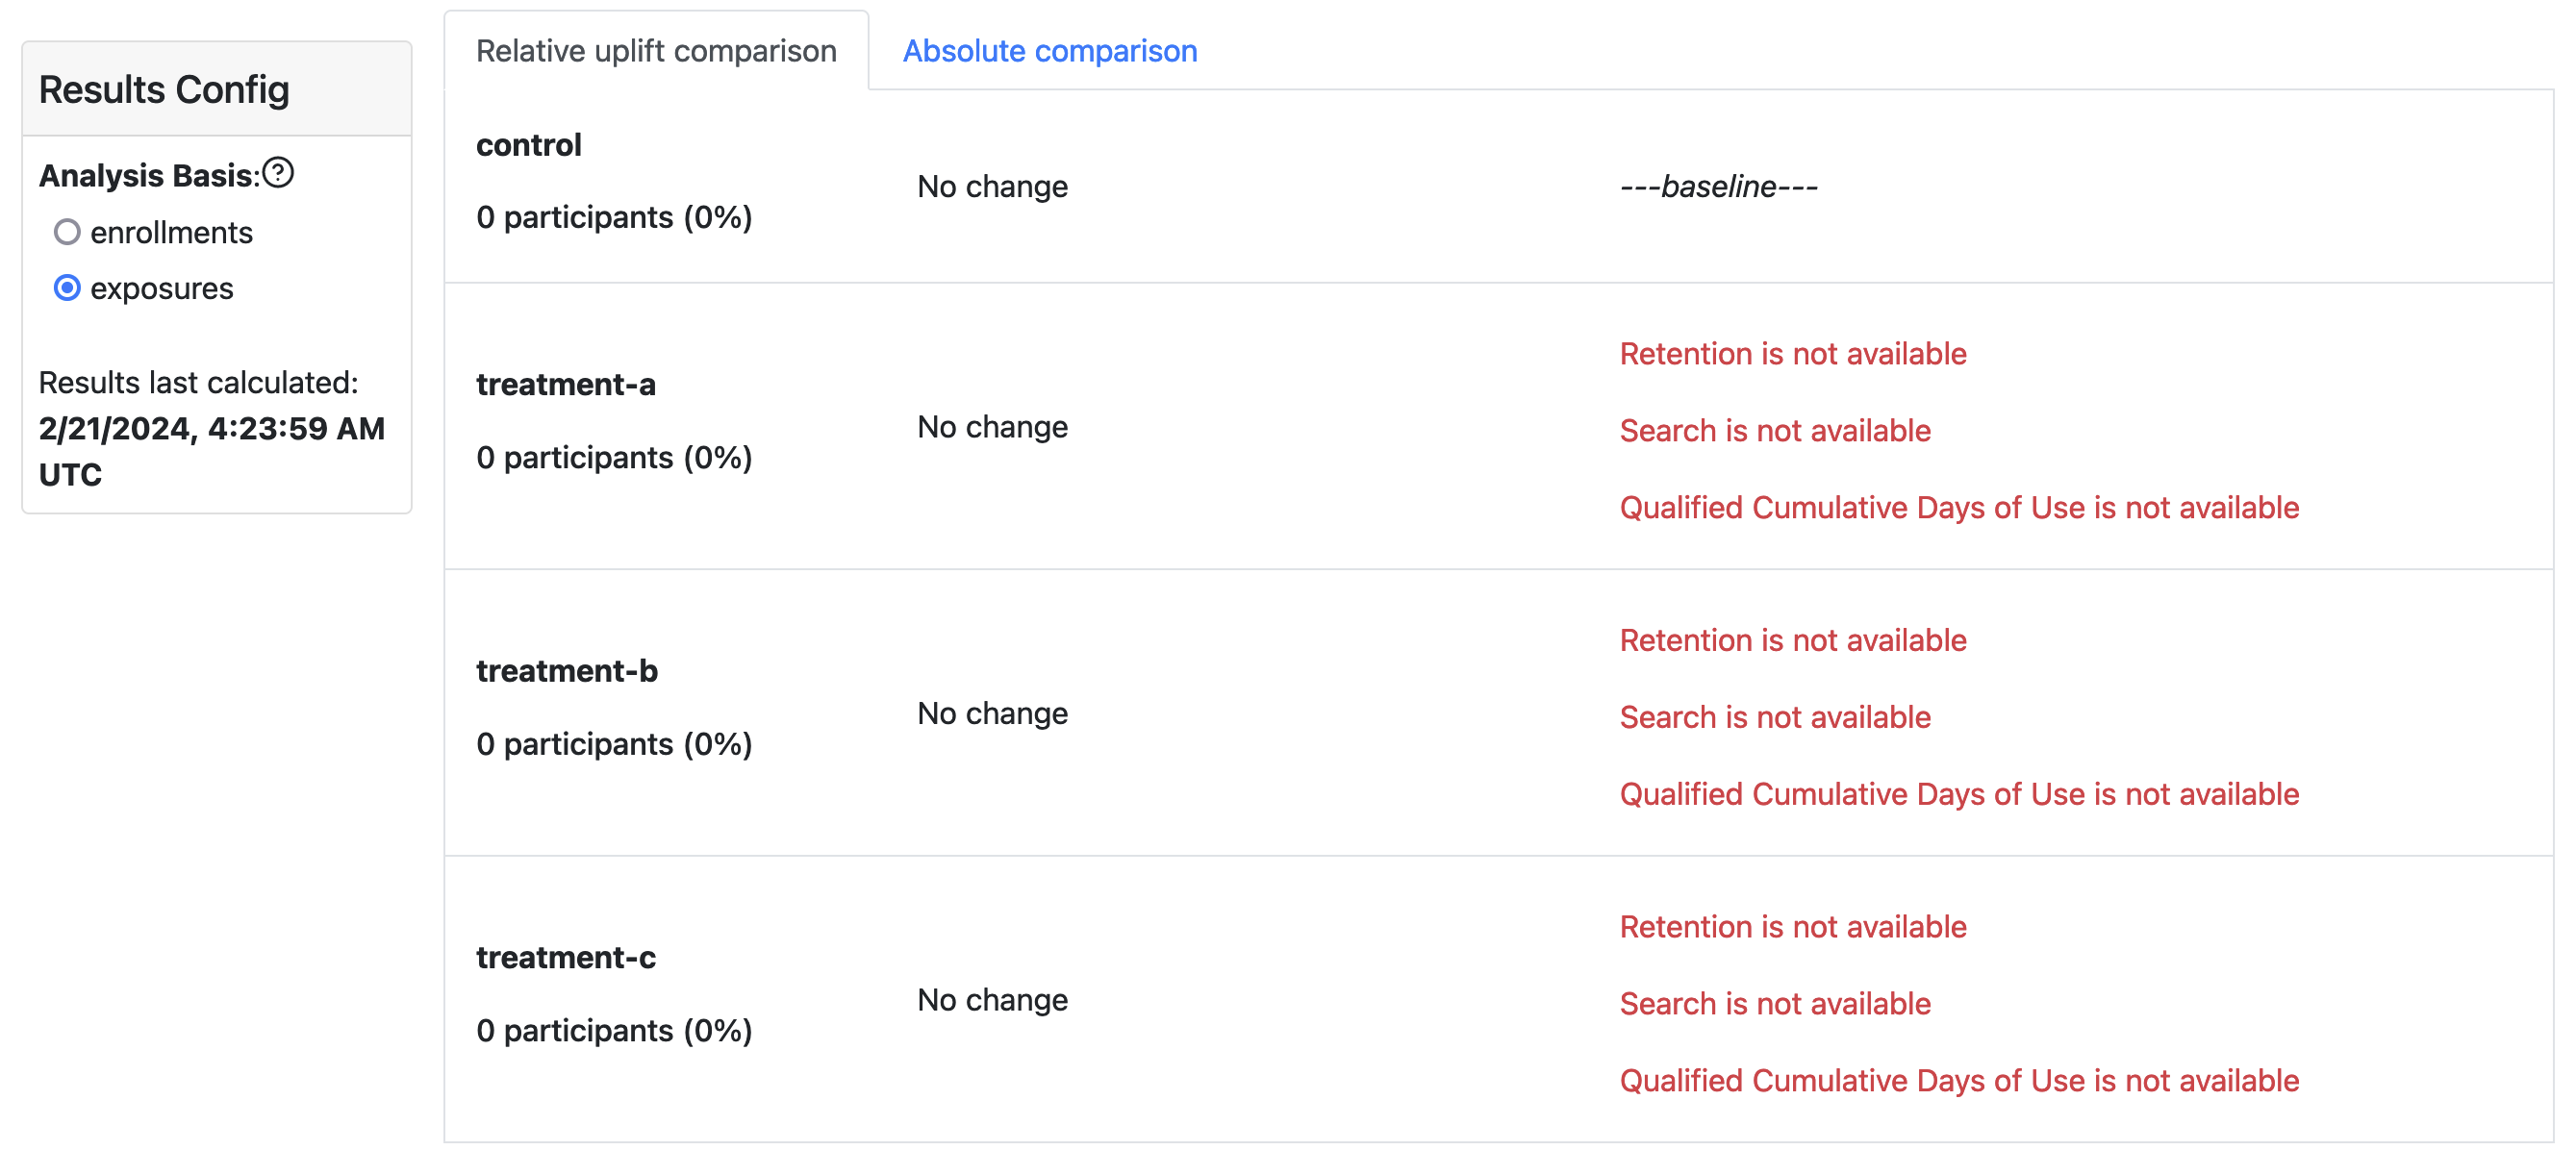 Results Config
Analysis Basis:?
enrollments
exposures
Results last calculated:
2/21/2024, 4:23:59 AM
UTC
Relative uplift comparison
Absolute comparison
control
0 participants (0%)
No change
---baseline---
treatment-a
0 participants (0%)
No change
Retention is not available
Search is not available
Qualified Cumulative Days of Use is not available
treatment-b
0 participants (0%)
No change
Retention is not available
Search is not available
Qualified Cumulative Days of Use is not available
treatment-c
0 participants (0%)
No change
Retention is not available
Search is not available
Qualified Cumulative Days of Use is not available